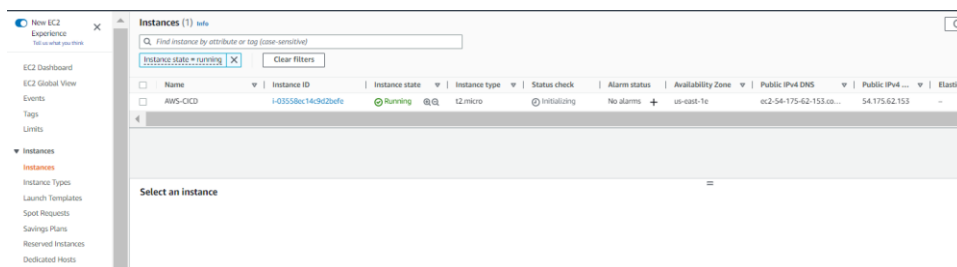 New EC2
Experience
Tell us what you think
EC2 Dashboard
EC2 Global View
Events
Tags
Limits
Instances
Instances
Instance Types
Launch Templates
Spot Requests
Savings Plans
Reserved Instances
Dedicated Hosts
Instances (1) Info
Find instance by attribute or tag (case-sensitive)
Instance state = running
Clear filters
Name Instance ID Instance state Instance type Status check Alarm status Availability Zone Public IPv4 DNS Public IPv4 ... Elasti
AWS-CICD i-03558ec14c9d2befe Running t2.micro Initializing No alarms + us-east-1e ec2-54-175-62-153.co... 54.175.62.153 –
Select an instance